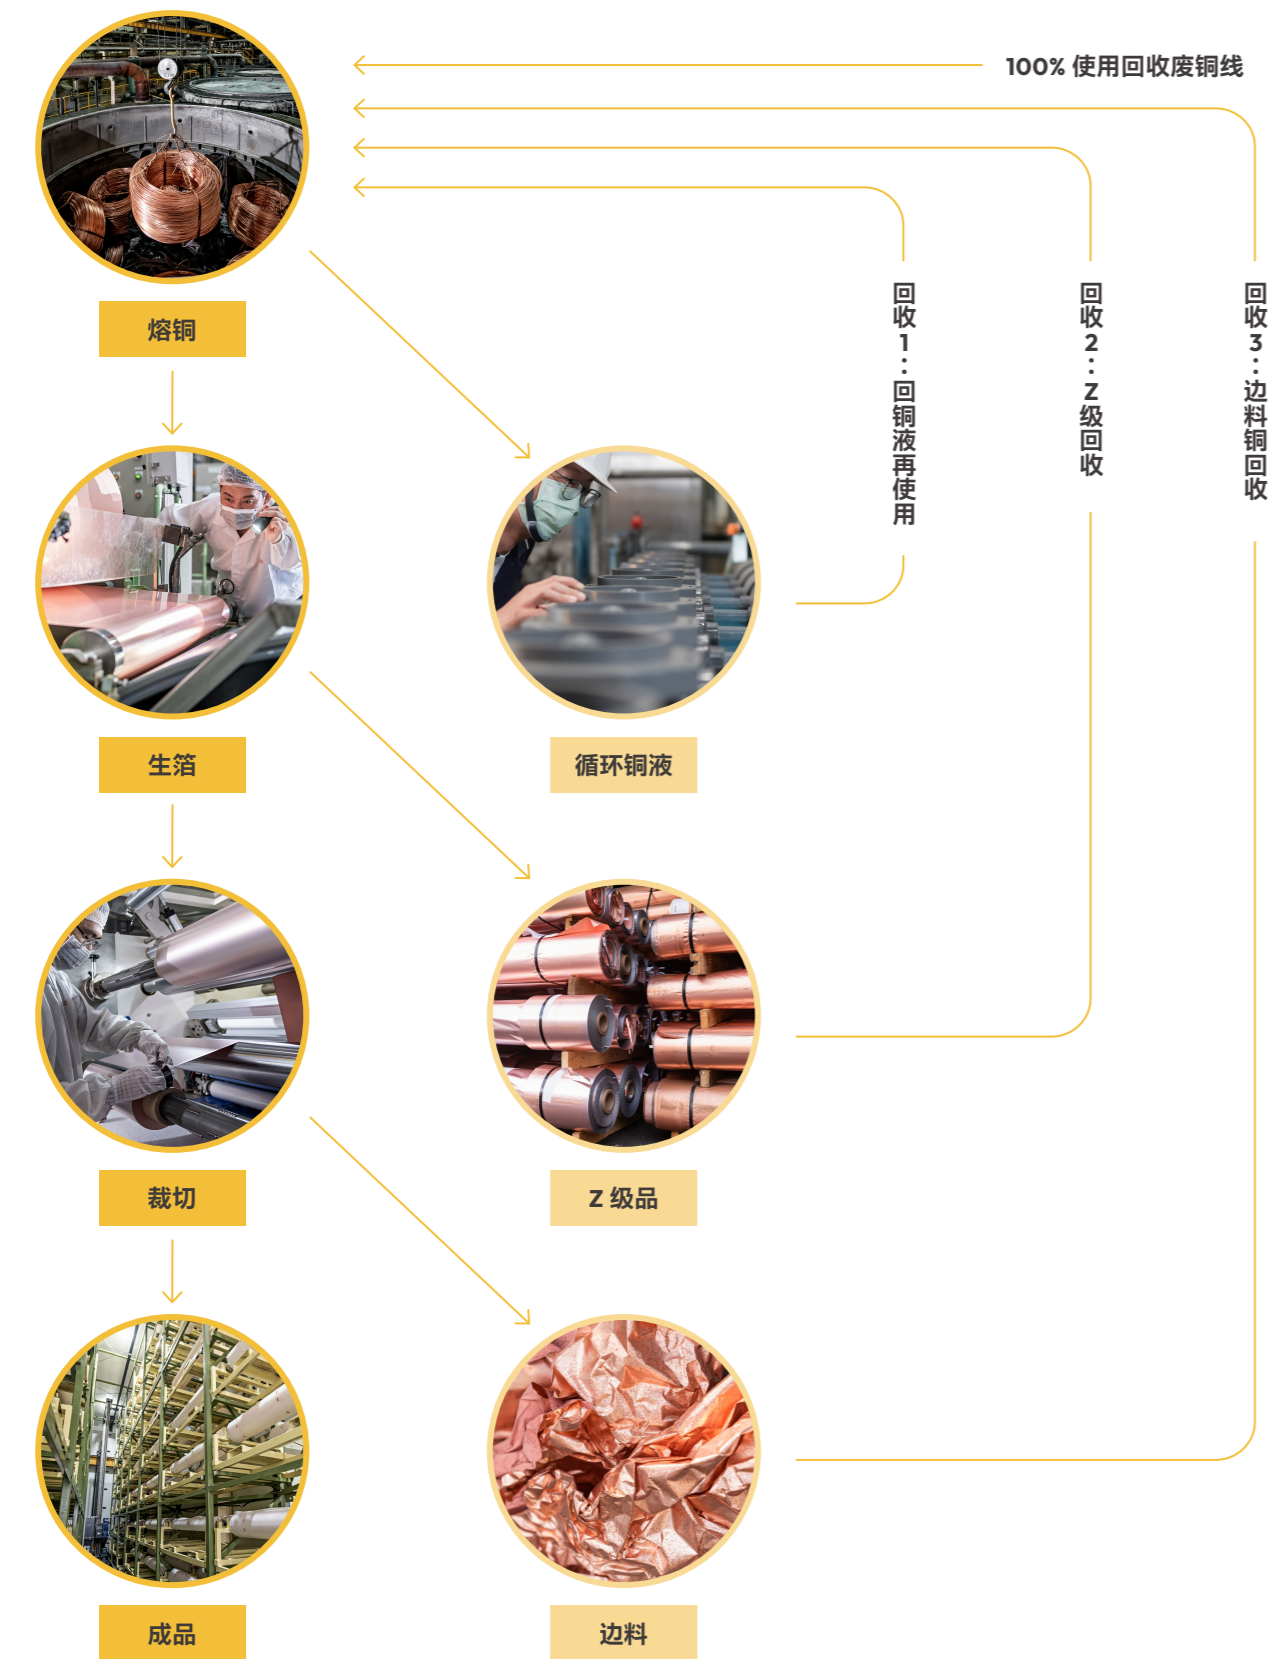 100% 使用回收废铜线
回收1：回铜液再使用
回收2：Z级回收
回收3：边料铜回收
熔铜
生箔
循环铜液
裁切
Z 级品
成品
边料